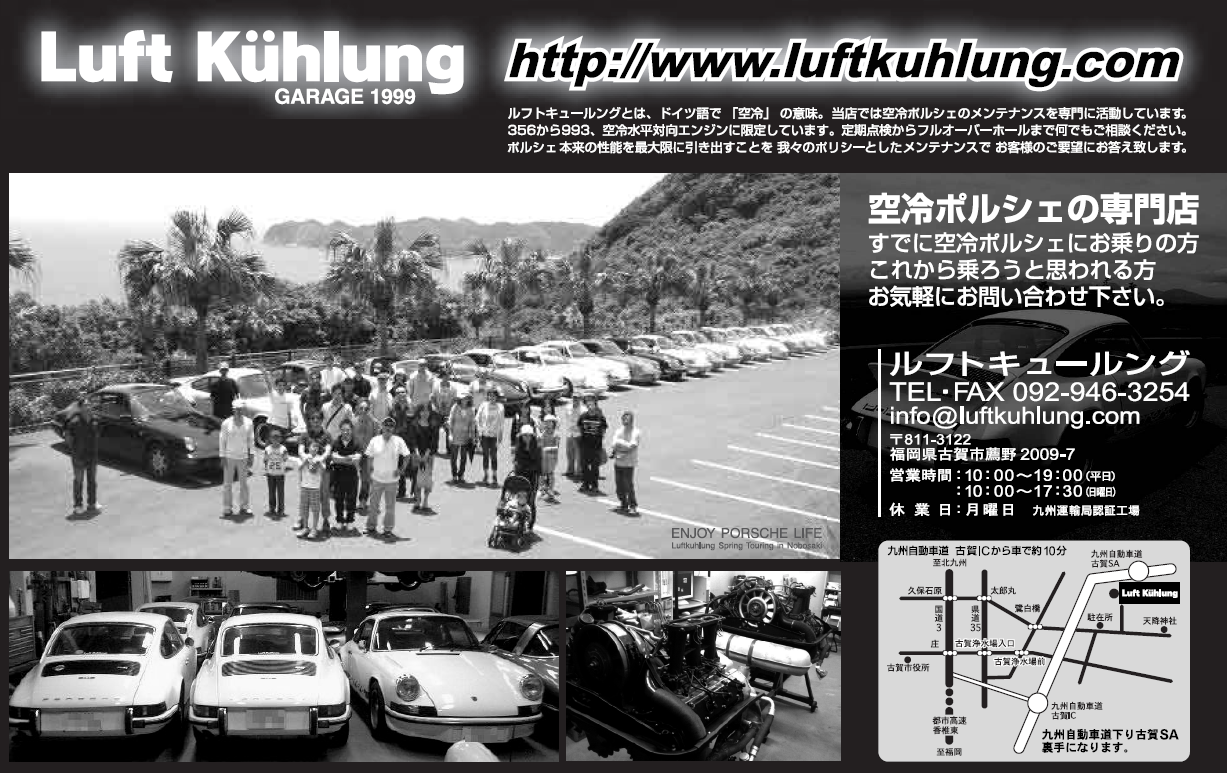 Luft Kühlung
GARAGE 1999
http://www.luftkuhlung.com
ルフトキュールングとは、ドイツ語で「空冷」の意味。当店では空冷ポルシェのメンテナンスを専門に活動しています。
356から993、空冷水平対向エンジンに限定しています。定期点検からフルオーバーホールまで何でもご相談ください。
ポルシェ本来の性能を最大限に引き出すことを 我々のポリシーとしたメンテナンスで お客様のご要望にお答え致します。
空冷ポルシェの専門店
すでに空冷ポルシェにお乗りの方
これから乗ろうと思われる方
お気軽にお問い合わせ下さい。
ルフトキュールング
TEL・FAX 092-946-3254
info@luftkuhlung.com
〒811-3122
福岡県古賀市薦野 2009-7
営業時間：10：00〜19：00（平日）
：10：00〜17：30（日曜日）
休 業 日：月曜日 九州運輸局認証工場
25
ENJOY PORSCHE LIFE
Luftkuhlung Spring Touring in Nobosaki
九州自動車道 古賀ICから車で約10分
至北九州
九州自動車道
古賀SA
Luft Kühlung
久保石原
太郎丸
国道3
県道35
鷺白橋
駐在所
天降神社
庄
古賀浄水場入口
古賀市役所
古賀浄水場前
九州自動車道
古賀IC
都市高速
香椎東
至福岡
九州自動車道下り古賀SA
裏手になります。